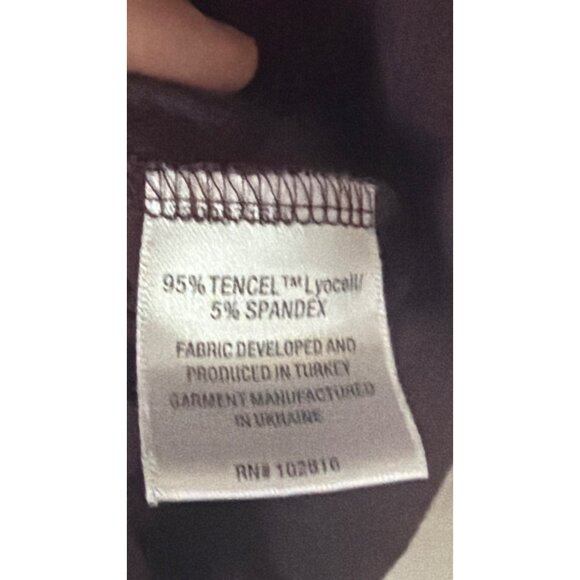 95% TENCEL™ Lyocell/
5% SPANDEX
FABRIC DEVELOPED AND
PRODUCED IN TURKEY
GARMENT MANUFACTURED
IN UKRAINE
RN# 102816